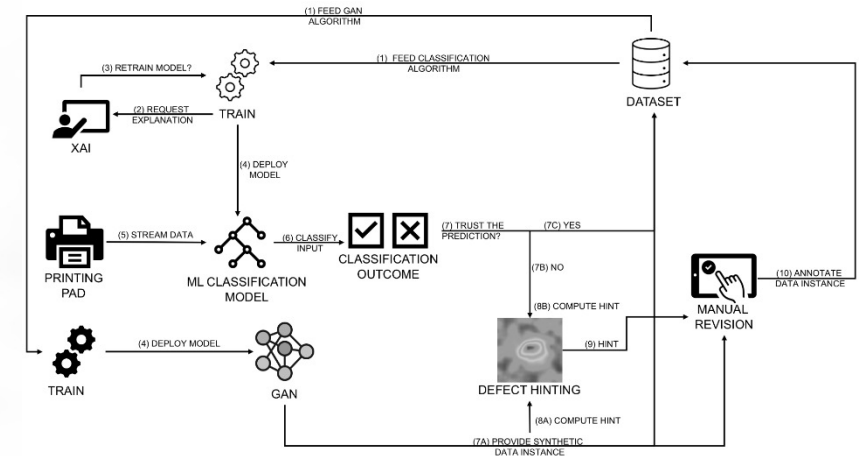 (1) FEED GAN
ALGORITHM
(1) FEED CLASSIFICATION
ALGORITHM
(3) RETRAIN MODEL?
DATASET
(2) REQUEST
EXPLANATION
TRAIN
XAI
(4) DEPLOY
MODEL
(5) STREAM DATA
(6) CLASSIFY
INPUT
(7) TRUST THE
PREDICTION?
(7C) YES
CLASSIFICATION
OUTCOME
PRINTING
PAD
ML CLASSIFICATION
MODEL
(7B) NO
(10) ANNOTATE
DATA INSTANCE
(8B) COMPUTE HINT
MANUAL
REVISION
(4) DEPLOY MODEL
(9) HINT
TRAIN
GAN
DEFECT HINTING
(8A) COMPUTE HINT
(7A) PROVIDE SYNTHETIC
DATA INSTANCE